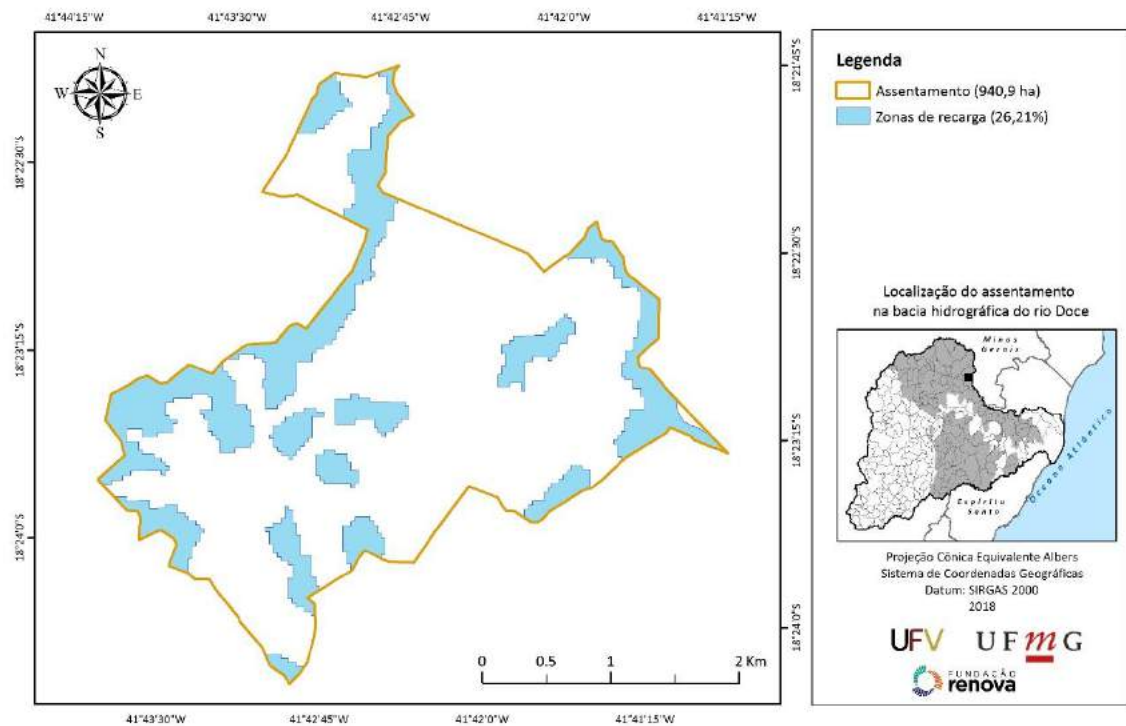 41°44'15"W 41°43'30"W 41°42'45"W 41°42'0"W 41°41'15"W
N
W E
S
18°21'45"S
18°22'30"S
18°22'30"S
18°23'15"S
18°23'15"S
18°24'0"S
18°24'0"S
0 0.5 1 2 Km
41°43'30"W 41°42'45"W 41°42'0"W 41°41'15"W
Legenda
Assentamento (940,9 ha)
Zonas de recarga (26,21%)
Localização do assentamento
na bacia hidrográfica do rio Doce
Minas
Gerais
Oceano Atlântico
Espírito
Santo
Projeção Cônica Equivalente Albers
Sistema de Coordenadas Geográficas
Datum: SIRGAS 2000
2018
UFV UFmG
FUNDAÇÃO
renova